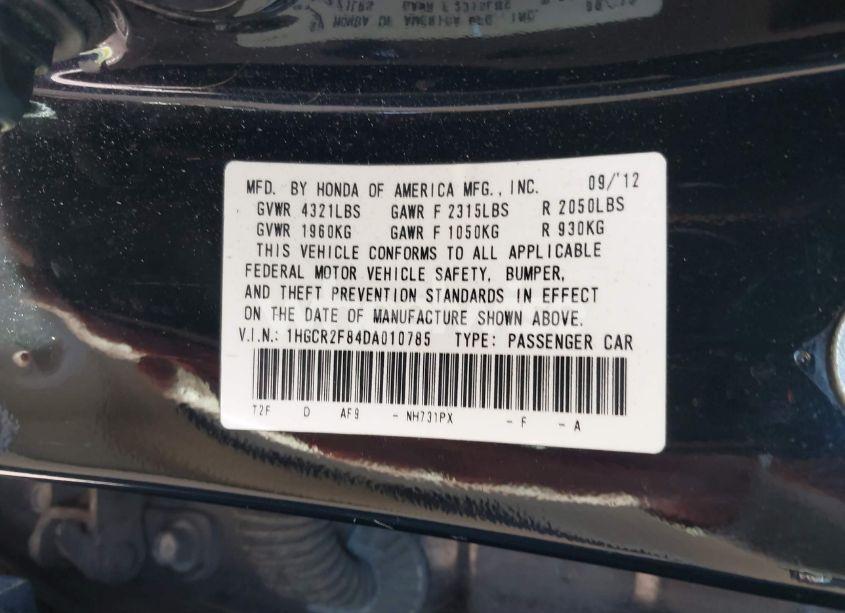 MFD. BY HONDA OF AMERICA MFG., INC. 09/'12
GVWR 4321LBS GAWR F 2315LBS R 2050LBS
GVWR 1960KG GAWR F 1050KG R 930KG
THIS VEHICLE CONFORMS TO ALL APPLICABLE
FEDERAL MOTOR VEHICLE SAFETY, BUMPER,
AND THEFT PREVENTION STANDARDS IN EFFECT
ON THE DATE OF MANUFACTURE SHOWN ABOVE.
V.I.N.: 1HGCR2F84DA010785 TYPE: PASSENGER CAR
T2F D AF9 - NH731PX - F - A